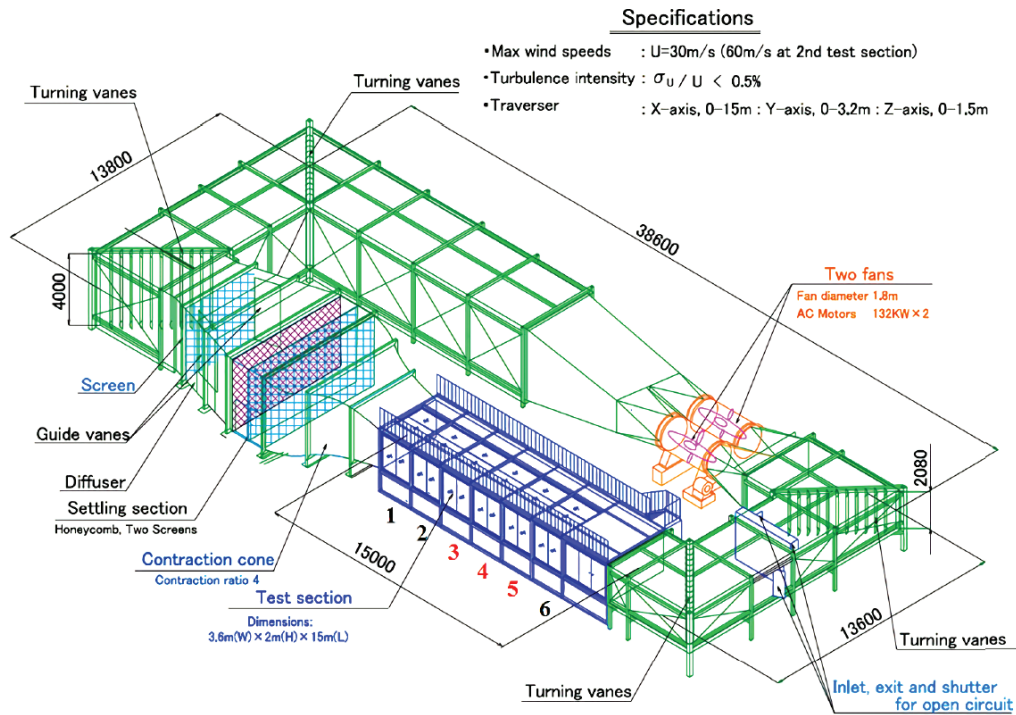 Specifications
・Max wind speeds : U=30m/s (60m/s at 2nd test section)
・Turbulence intensity : σu / U < 0.5%
・Traverser : X-axis, 0-15m : Y-axis, 0-3.2m : Z-axis, 0-1.5m
Turning vanes
Turning vanes
13800
38600
4000
Two fans
Fan diameter 1.8m
AC Motors 132KW×2
Screen
Guide vanes
Diffuser
Settling section
Honeycomb, Two Screens
Contraction cone
Contraction ratio 4
Test section
Dimensions:
3.6m(W)×2m(H)×15m(L)
1
2
3
4
5
6
15000
2080
13600
Turning vanes
Turning vanes
Inlet, exit and shutter
for open circuit